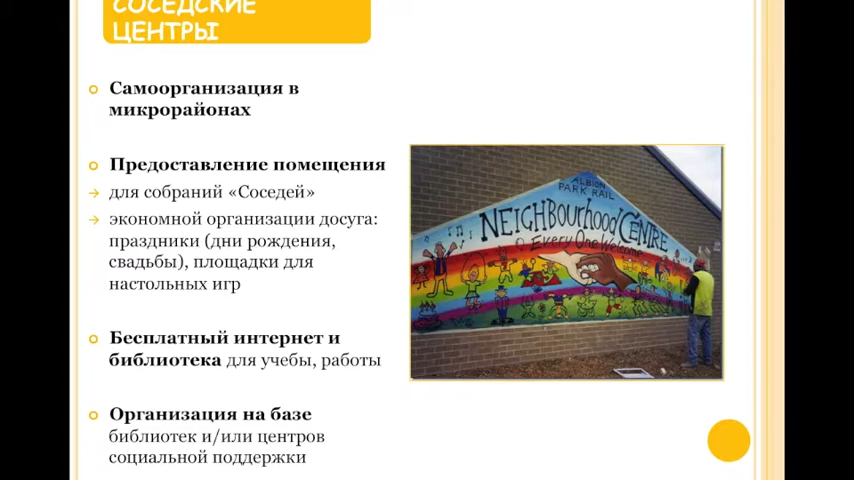 СОСЕДСКИЕ
ЦЕНТРЫ
Самоорганизация в
микрорайонах
Предоставление помещения
для собраний «Соседей»
экономной организации досуга:
праздники (дни рождения,
свадьбы), площадки для
настольных игр
Бесплатный интернет и
библиотека для учебы, работы
Организация на базе
библиотек и/или центров
социальной поддержки
ALBION
PARK RAIL
NEIGHBOURHOOD CENTRE
Every One Welcome